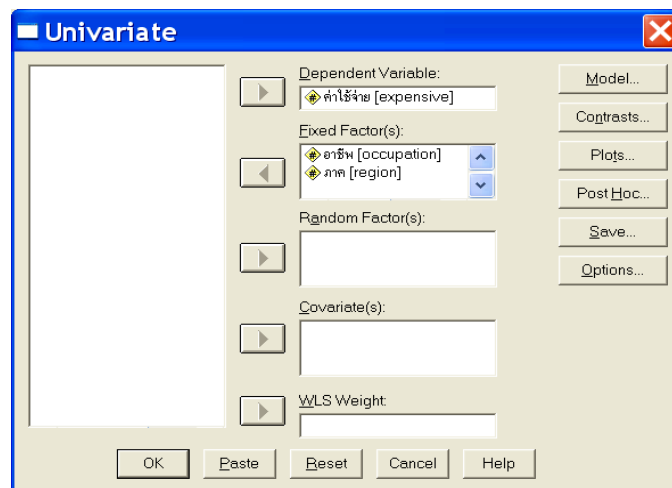 Univariate
Dependent Variable:
ค่าใช้จ่าย [expensive]
Fixed Factor(s):
อาชีพ [occupation]
ภาค [region]
Random Factor(s):
Covariate(s):
WLS Weight:
Model...
Contrasts...
Plots...
Post Hoc...
Save...
Options...
OK
Paste
Reset
Cancel
Help